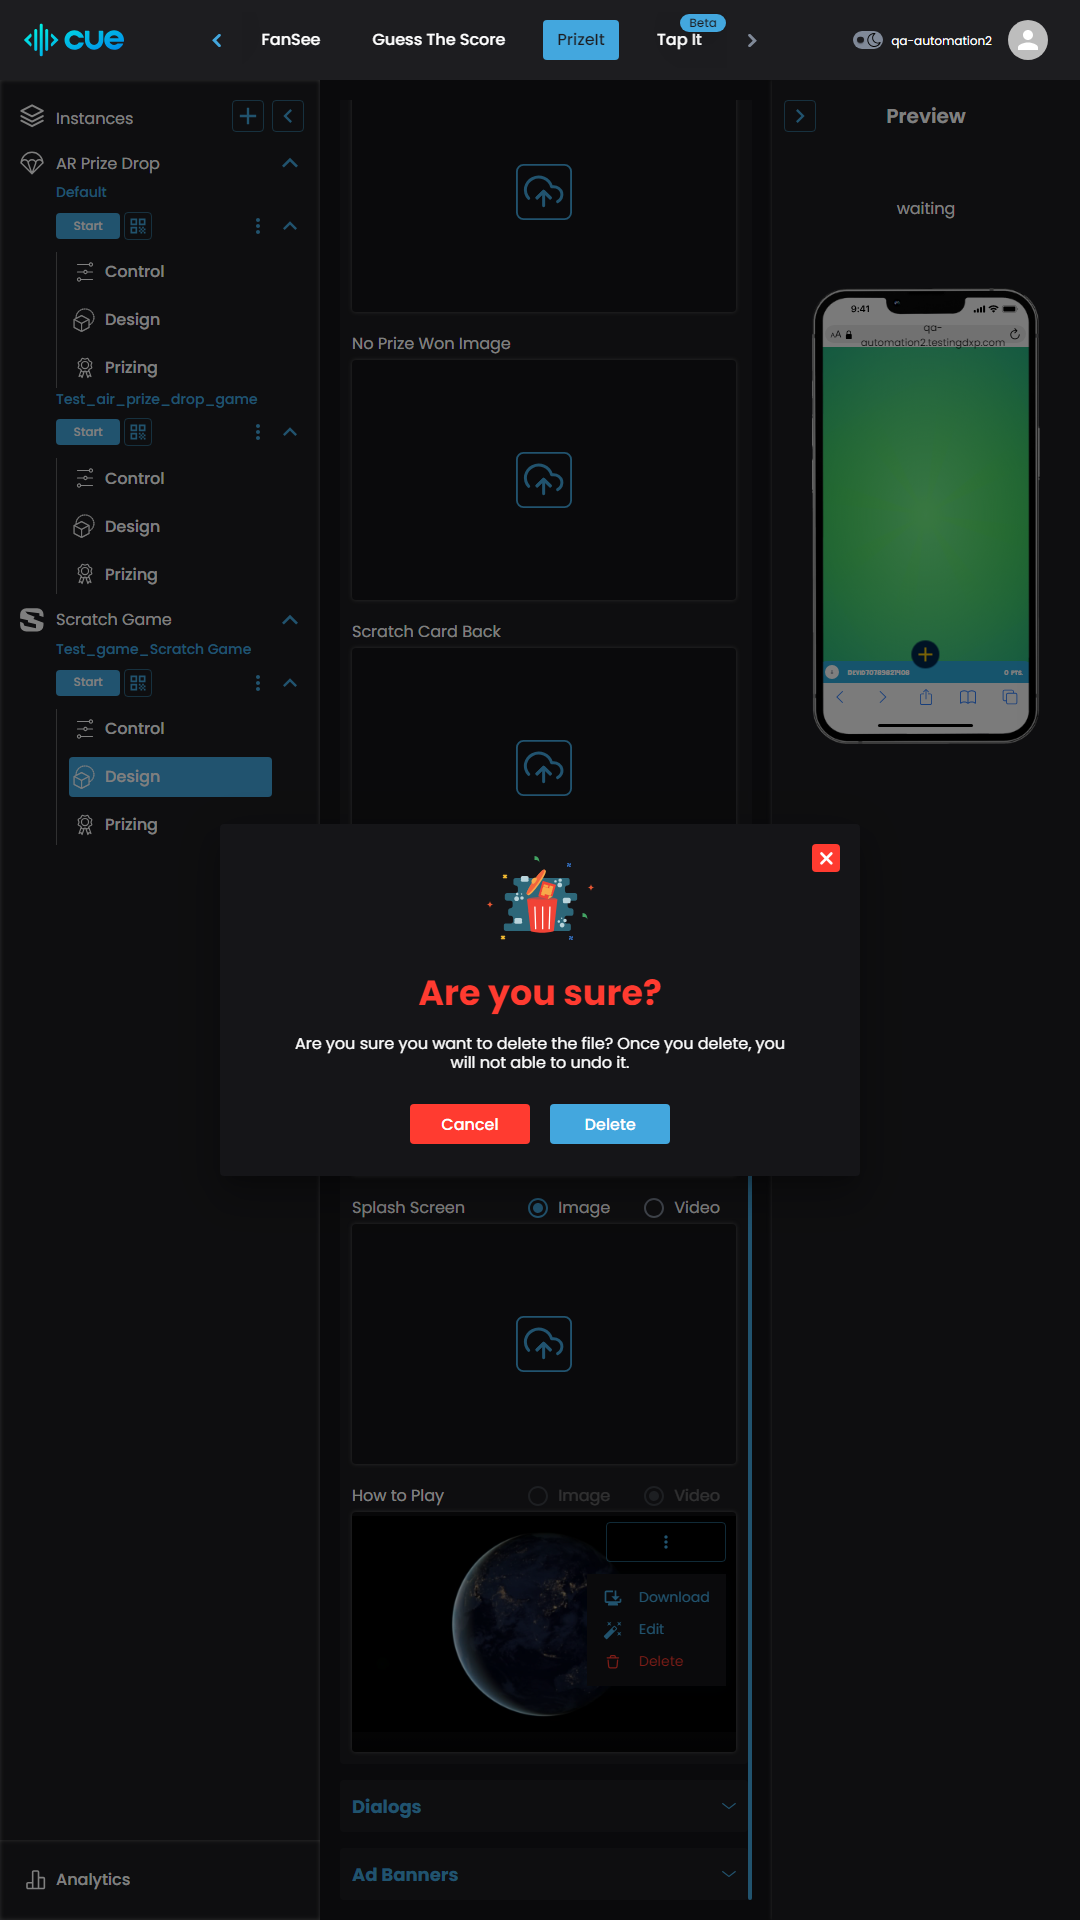 cue
FanSee
Guess The Score
PrizeIt
Tap It
Beta
qa-automation2
Instances
AR Prize Drop
Default
Start
Control
Design
Prizing
Test_air_prize_drop_game
Start
Control
Design
Prizing
Scratch Game
Test_game_Scratch Game
Start
Control
Design
Prizing
Analytics
No Prize Won Image
Scratch Card Back
Are you sure?
Are you sure you want to delete the file? Once you delete, you
will not able to undo it.
Cancel
Delete
Splash Screen
Image
Video
How to Play
Image
Video
Download
Edit
Delete
Dialogs
Ad Banners
Preview
waiting
9:41
AA
qa-
automation2.testingdxp.com
0 PTS.